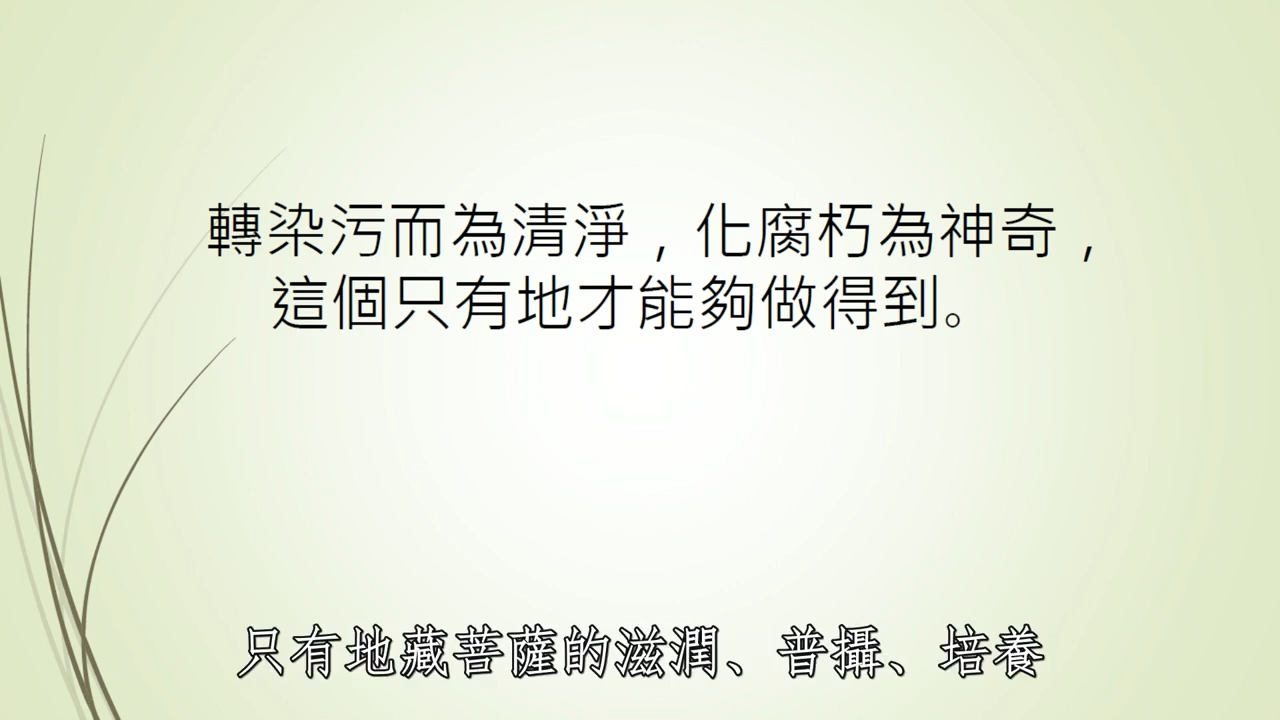 轉染污而為清淨，化腐朽為神奇，
這個只有地才能夠做得到。
只有地藏菩薩的滋潤、普攝、培養